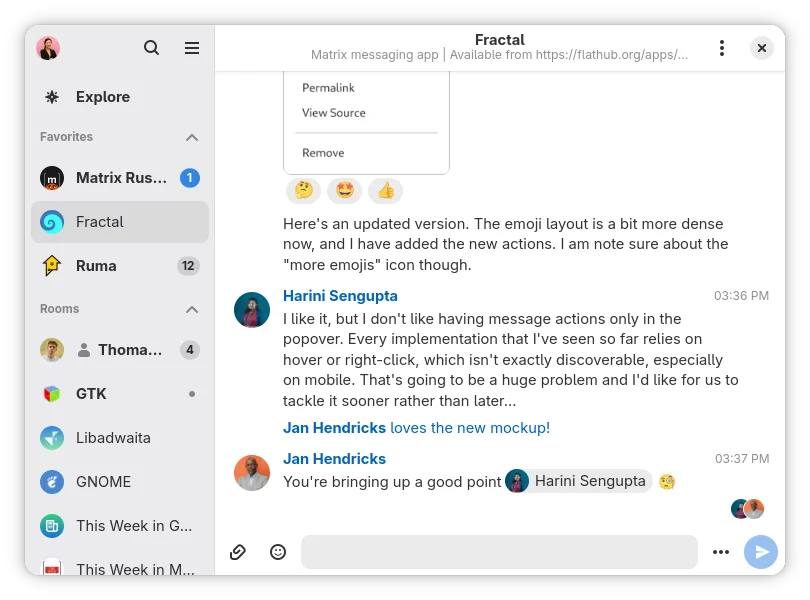 Explore
Favorites
m
Matrix Rus... 1
Fractal
Ruma 12
Rooms
Thoma... 4
GTK
Libadwaita
GNOME
This Week in G...
This Week in M...
Fractal
Matrix messaging app | Available from https://flathub.org/apps/...
Permalink
View Source
Remove
Here's an updated version. The emoji layout is a bit more dense
now, and I have added the new actions. I am note sure about the
"more emojis" icon though.
Harini Sengupta 03:36 PM
I like it, but I don't like having message actions only in the
popover. Every implementation that I've seen so far relies on
hover or right-click, which isn't exactly discoverable, especially
on mobile. That's going to be a huge problem and I'd like for us to
tackle it sooner rather than later...
Jan Hendricks loves the new mockup!
Jan Hendricks 03:37 PM
You're bringing up a good point Harini Sengupta